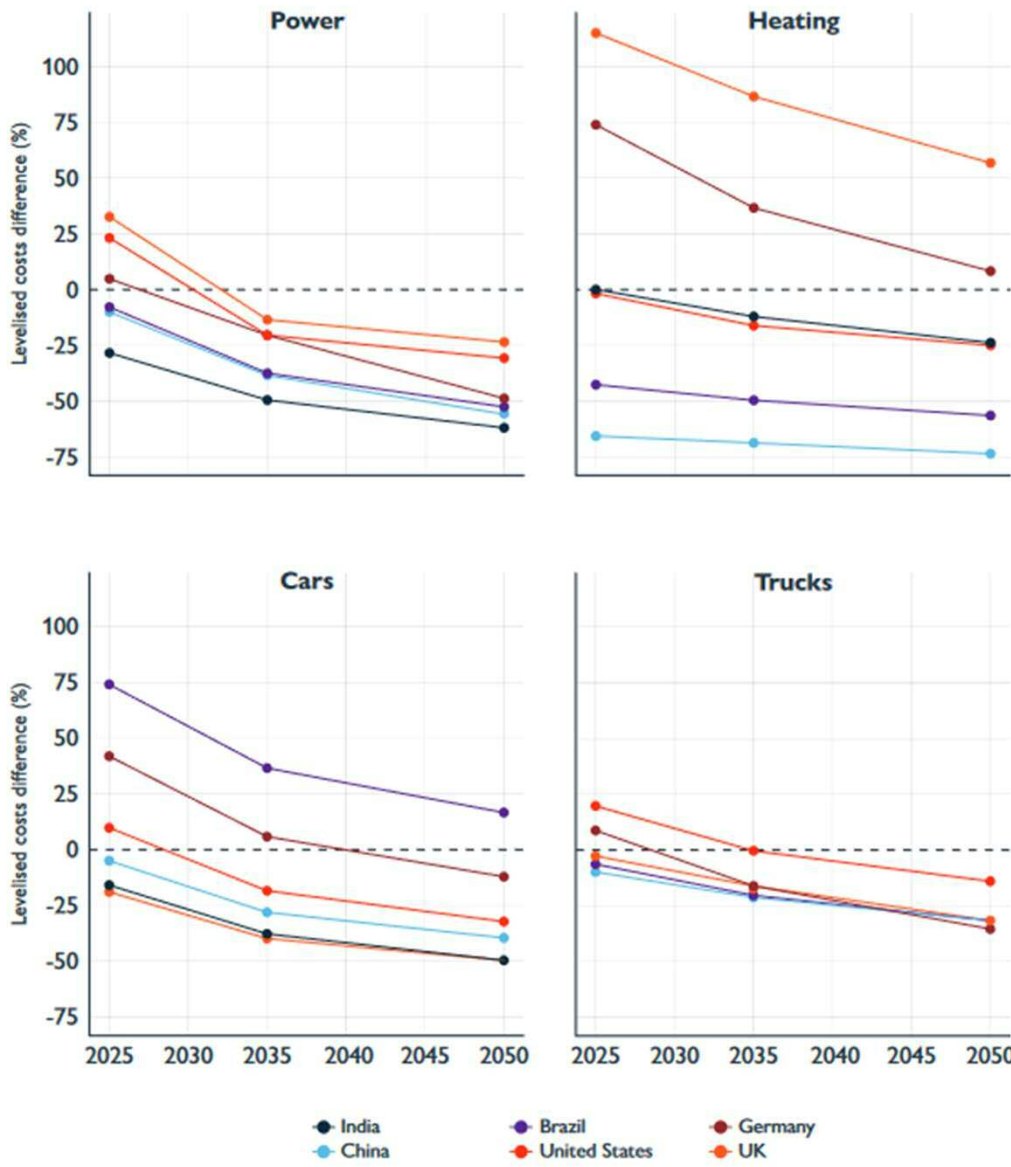 Power
Heating
Levelised costs difference (%)
100
75
50
25
0
-25
-50
-75
Cars
Trucks
Levelised costs difference (%)
100
75
50
25
0
-25
-50
-75
2025 2030 2035 2040 2045 2050
2025 2030 2035 2040 2045 2050
India Brazil Germany
China United States UK